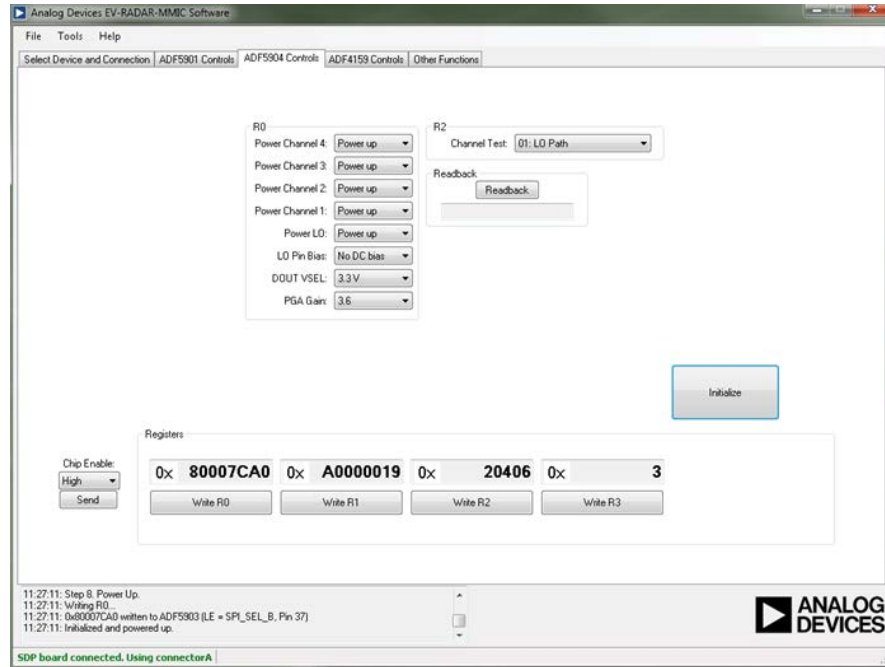 Analog Devices EV-RADAR-MMIC Software
File Tools Help
Select Device and Connection ADF5901 Controls ADF5904 Controls ADF4159 Controls Other Functions
R0
Power Channel 4: Power up
Power Channel 3: Power up
Power Channel 2: Power up
Power Channel 1: Power up
Power LO: Power up
LO Pin Bias: No DC bias
DOUT VSEL: 3.3 V
PGA Gain: 3.6
R2
Channel Test: 01: LO Path
Readback
Readback
Initialize
Registers
Chip Enable:
High
Send
0x 80007CA0 0x A0000019 0x 20406 0x 3
Write R0 Write R1 Write R2 Write R3
11:27:11: Step 8. Power Up.
11:27:11: Writing R0...
11:27:11: 0x80007CA0 written to ADF5903 (LE = SPI_SEL_B, Pin 37)
11:27:11: Initialized and powered up.
ANALOG
DEVICES
SDP board connected. Using connectorA